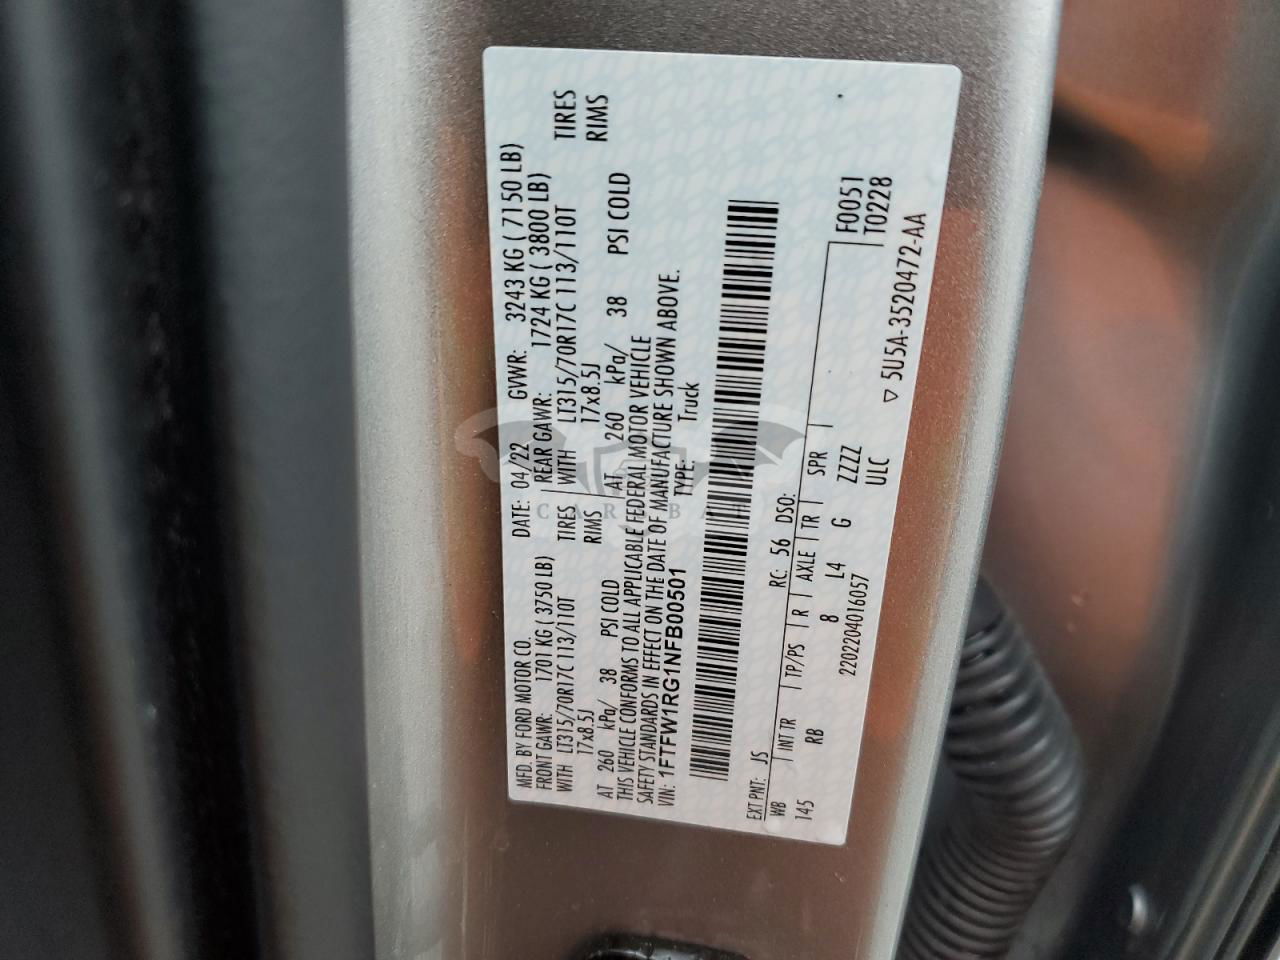 MFD. BY FORD MOTOR CO.
DATE: 04/22 GVWR: 3243 KG ( 7150 LB)
FRONT GAWR: 1701 KG ( 3750 LB)
REAR GAWR: 1724 KG ( 3800 LB)
WITH LT315/70R17C 113/110T TIRES
WITH LT315/70R17C 113/110T TIRES
17x8.5J RIMS
17x8.5J RIMS
AT 260 kPa/ 38 PSI COLD
AT 260 kPa/ 38 PSI COLD
THIS VEHICLE CONFORMS TO ALL APPLICABLE FEDERAL MOTOR VEHICLE
SAFETY STANDARDS IN EFFECT ON THE DATE OF MANUFACTURE SHOWN ABOVE.
VIN: 1FTFW1RG1NFB00501
TYPE: Truck
EXT PNT: JS RC: 56 DSO:
WB INT TR TP/PS R AXLE TR SPR F0051
145 RB 8 L4 G ZZZZ T0228
2202204016057 ULC
▽ 5U5A-3520472-AA
CAR BAT